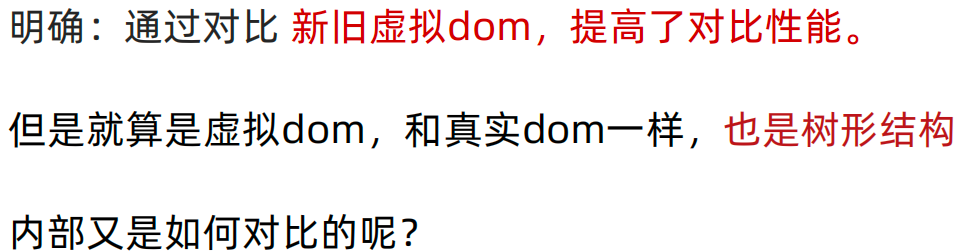 明确：通过对比 新旧虚拟dom，提高了对比性能。
但是就算是虚拟dom，和真实dom一样，也是树形结构
内部又是如何对比的呢？